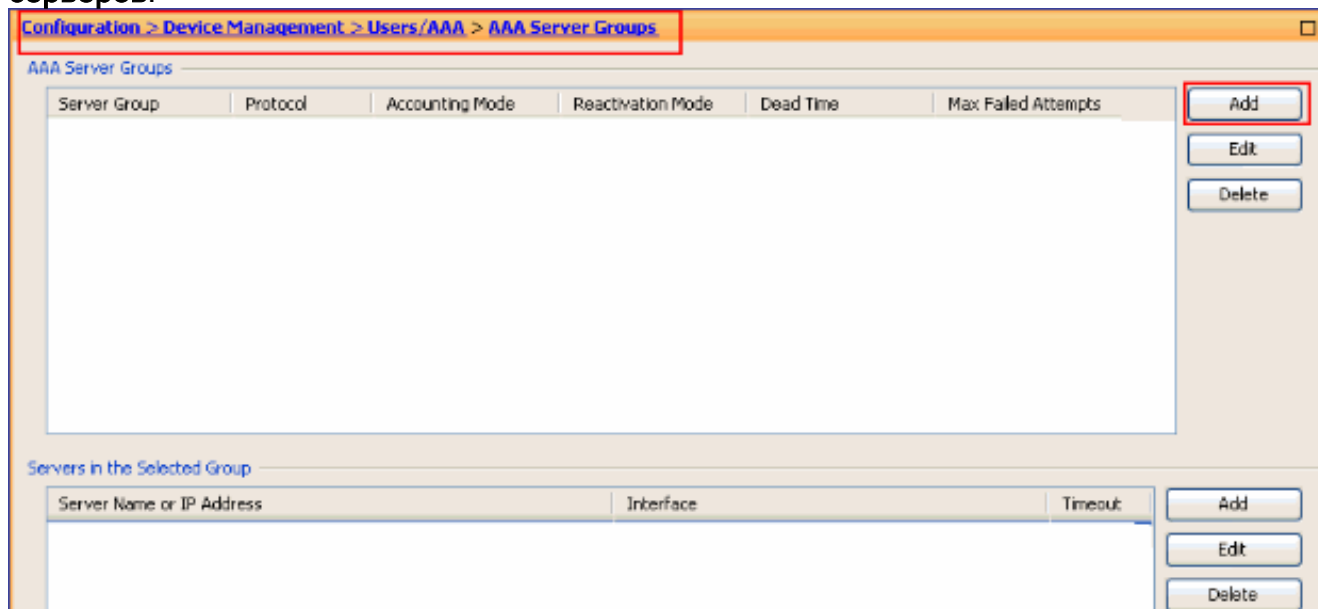 серверов.
Configuration > Device Management > Users/AAA > AAA Server Groups
AAA Server Groups
Server Group Protocol Accounting Mode Reactivation Mode Dead Time Max Failed Attempts
Add
Edit
Delete
Servers in the Selected Group
Server Name or IP Address Interface Timeout
Add
Edit
Delete